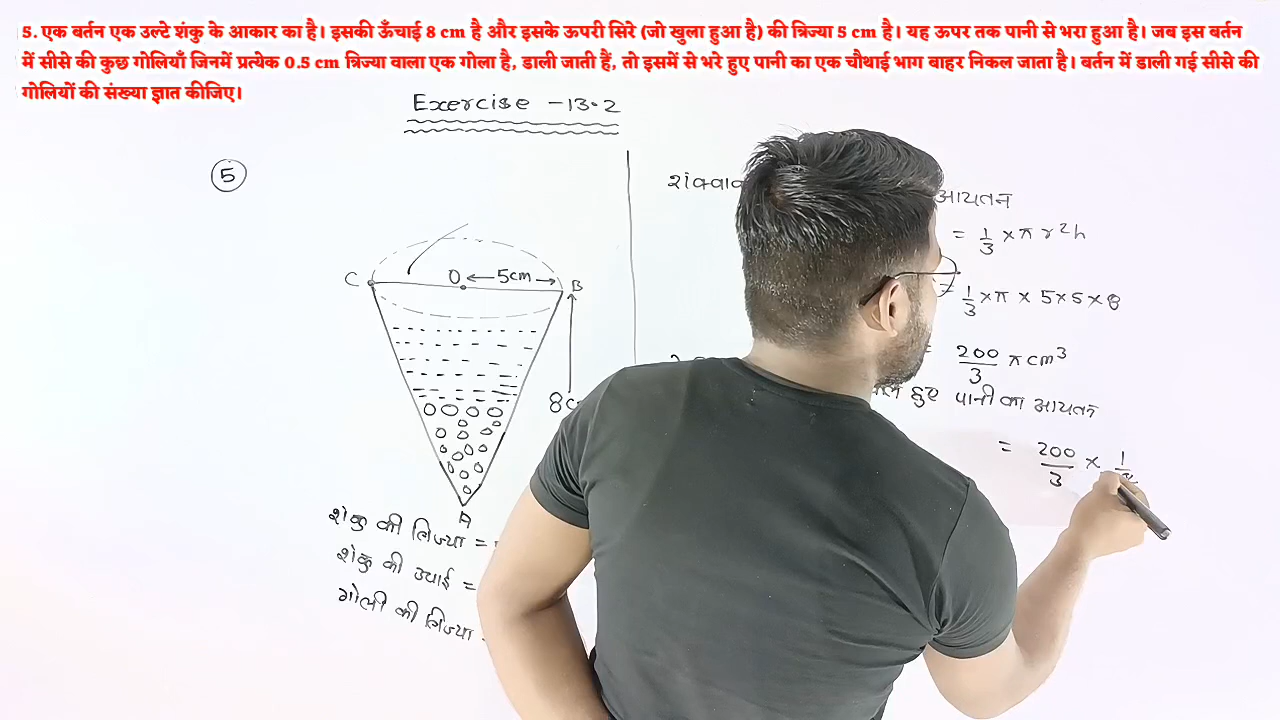 5. एक बर्तन एक उल्टे शंकु के आकार का है। इसकी ऊँचाई 8 cm है और इसके ऊपरी सिरे (जो खुला हुआ है) की त्रिज्या 5 cm है। यह ऊपर तक पानी से भरा हुआ है। जब इस बर्तन
में सीसे की कुछ गोलियाँ जिनमें प्रत्येक 0.5 cm त्रिज्या वाला एक गोला है, डाली जाती हैं, तो इसमें से भरे हुए पानी का एक चौथाई भाग बाहर निकल जाता है। बर्तन में डाली गई सीसे की
गोलियों की संख्या ज्ञात कीजिए।
Exercise -13.2
5
C O 5cm B
8c
A
शंकु की त्रिज्या =
शंकु की उचाई =
गोली की त्रिज्या
आयतन
= 1/3 × π r²h
= 1/3 × π × 5×5×8
= 200/3 π cm³
हुए पानी का आयतन
= 200/3 × 1